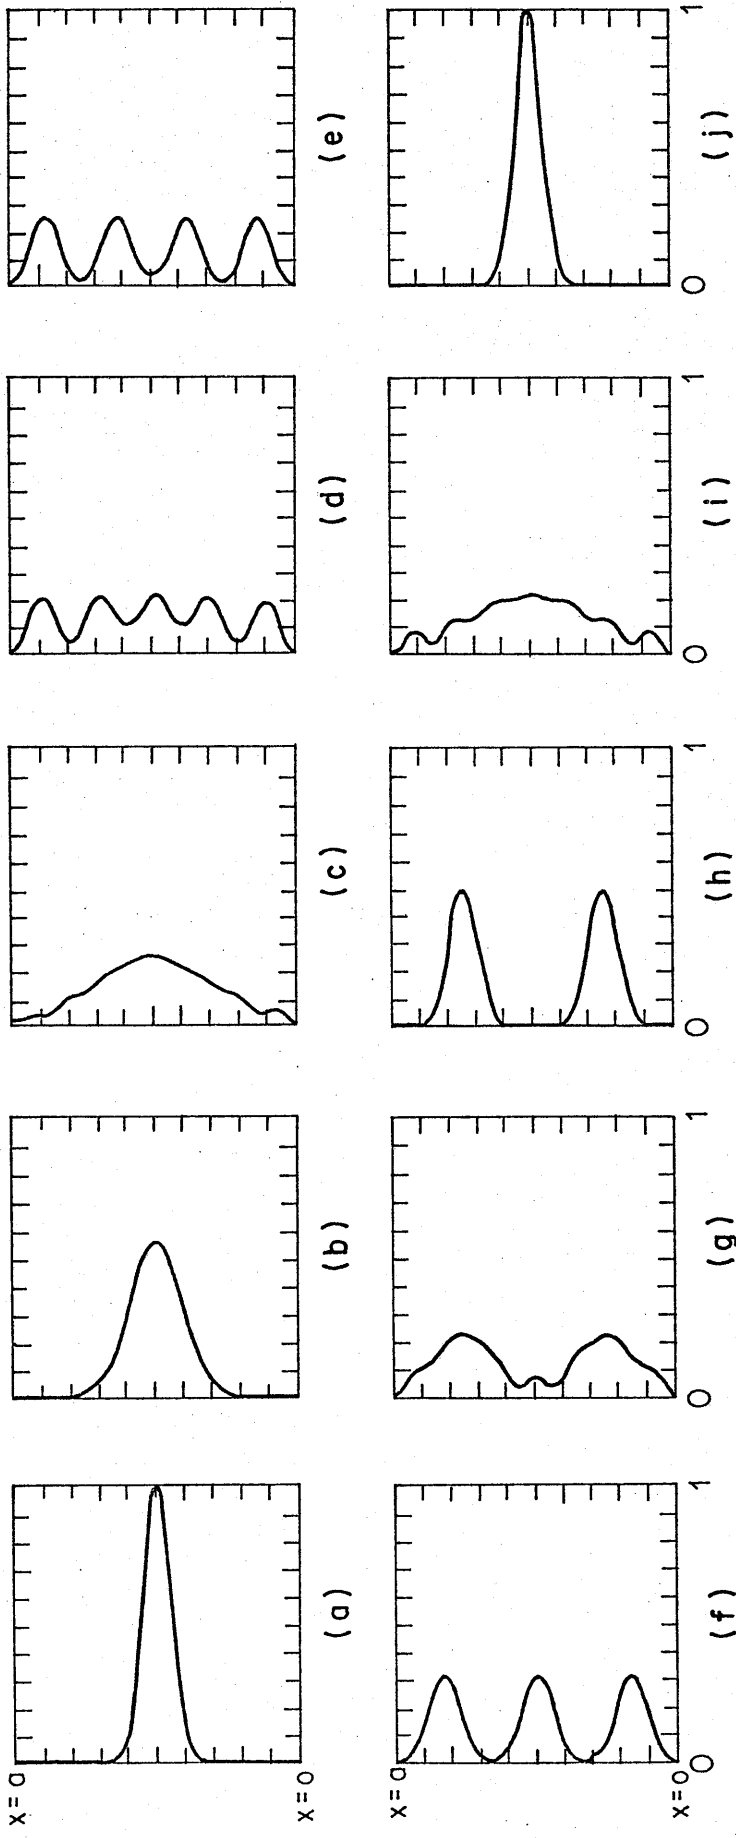 X = a
X = 0
(a) (b) (c) (d) (e)
X = a
X = 0
0 1 0 1 0 1 0 1 0 1
(f) (g) (h) (i) (j)